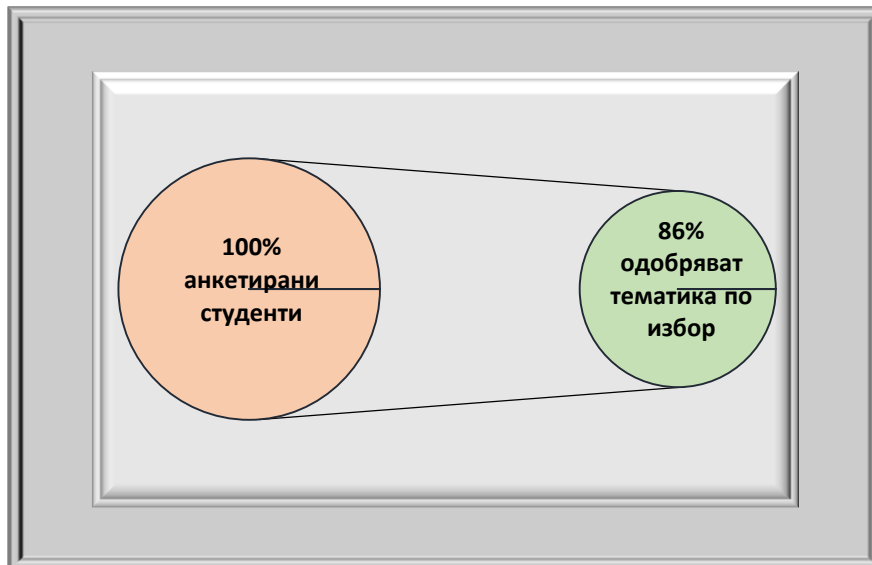 100%
анкетирани
студенти
86%
одобряват
тематика по
избор